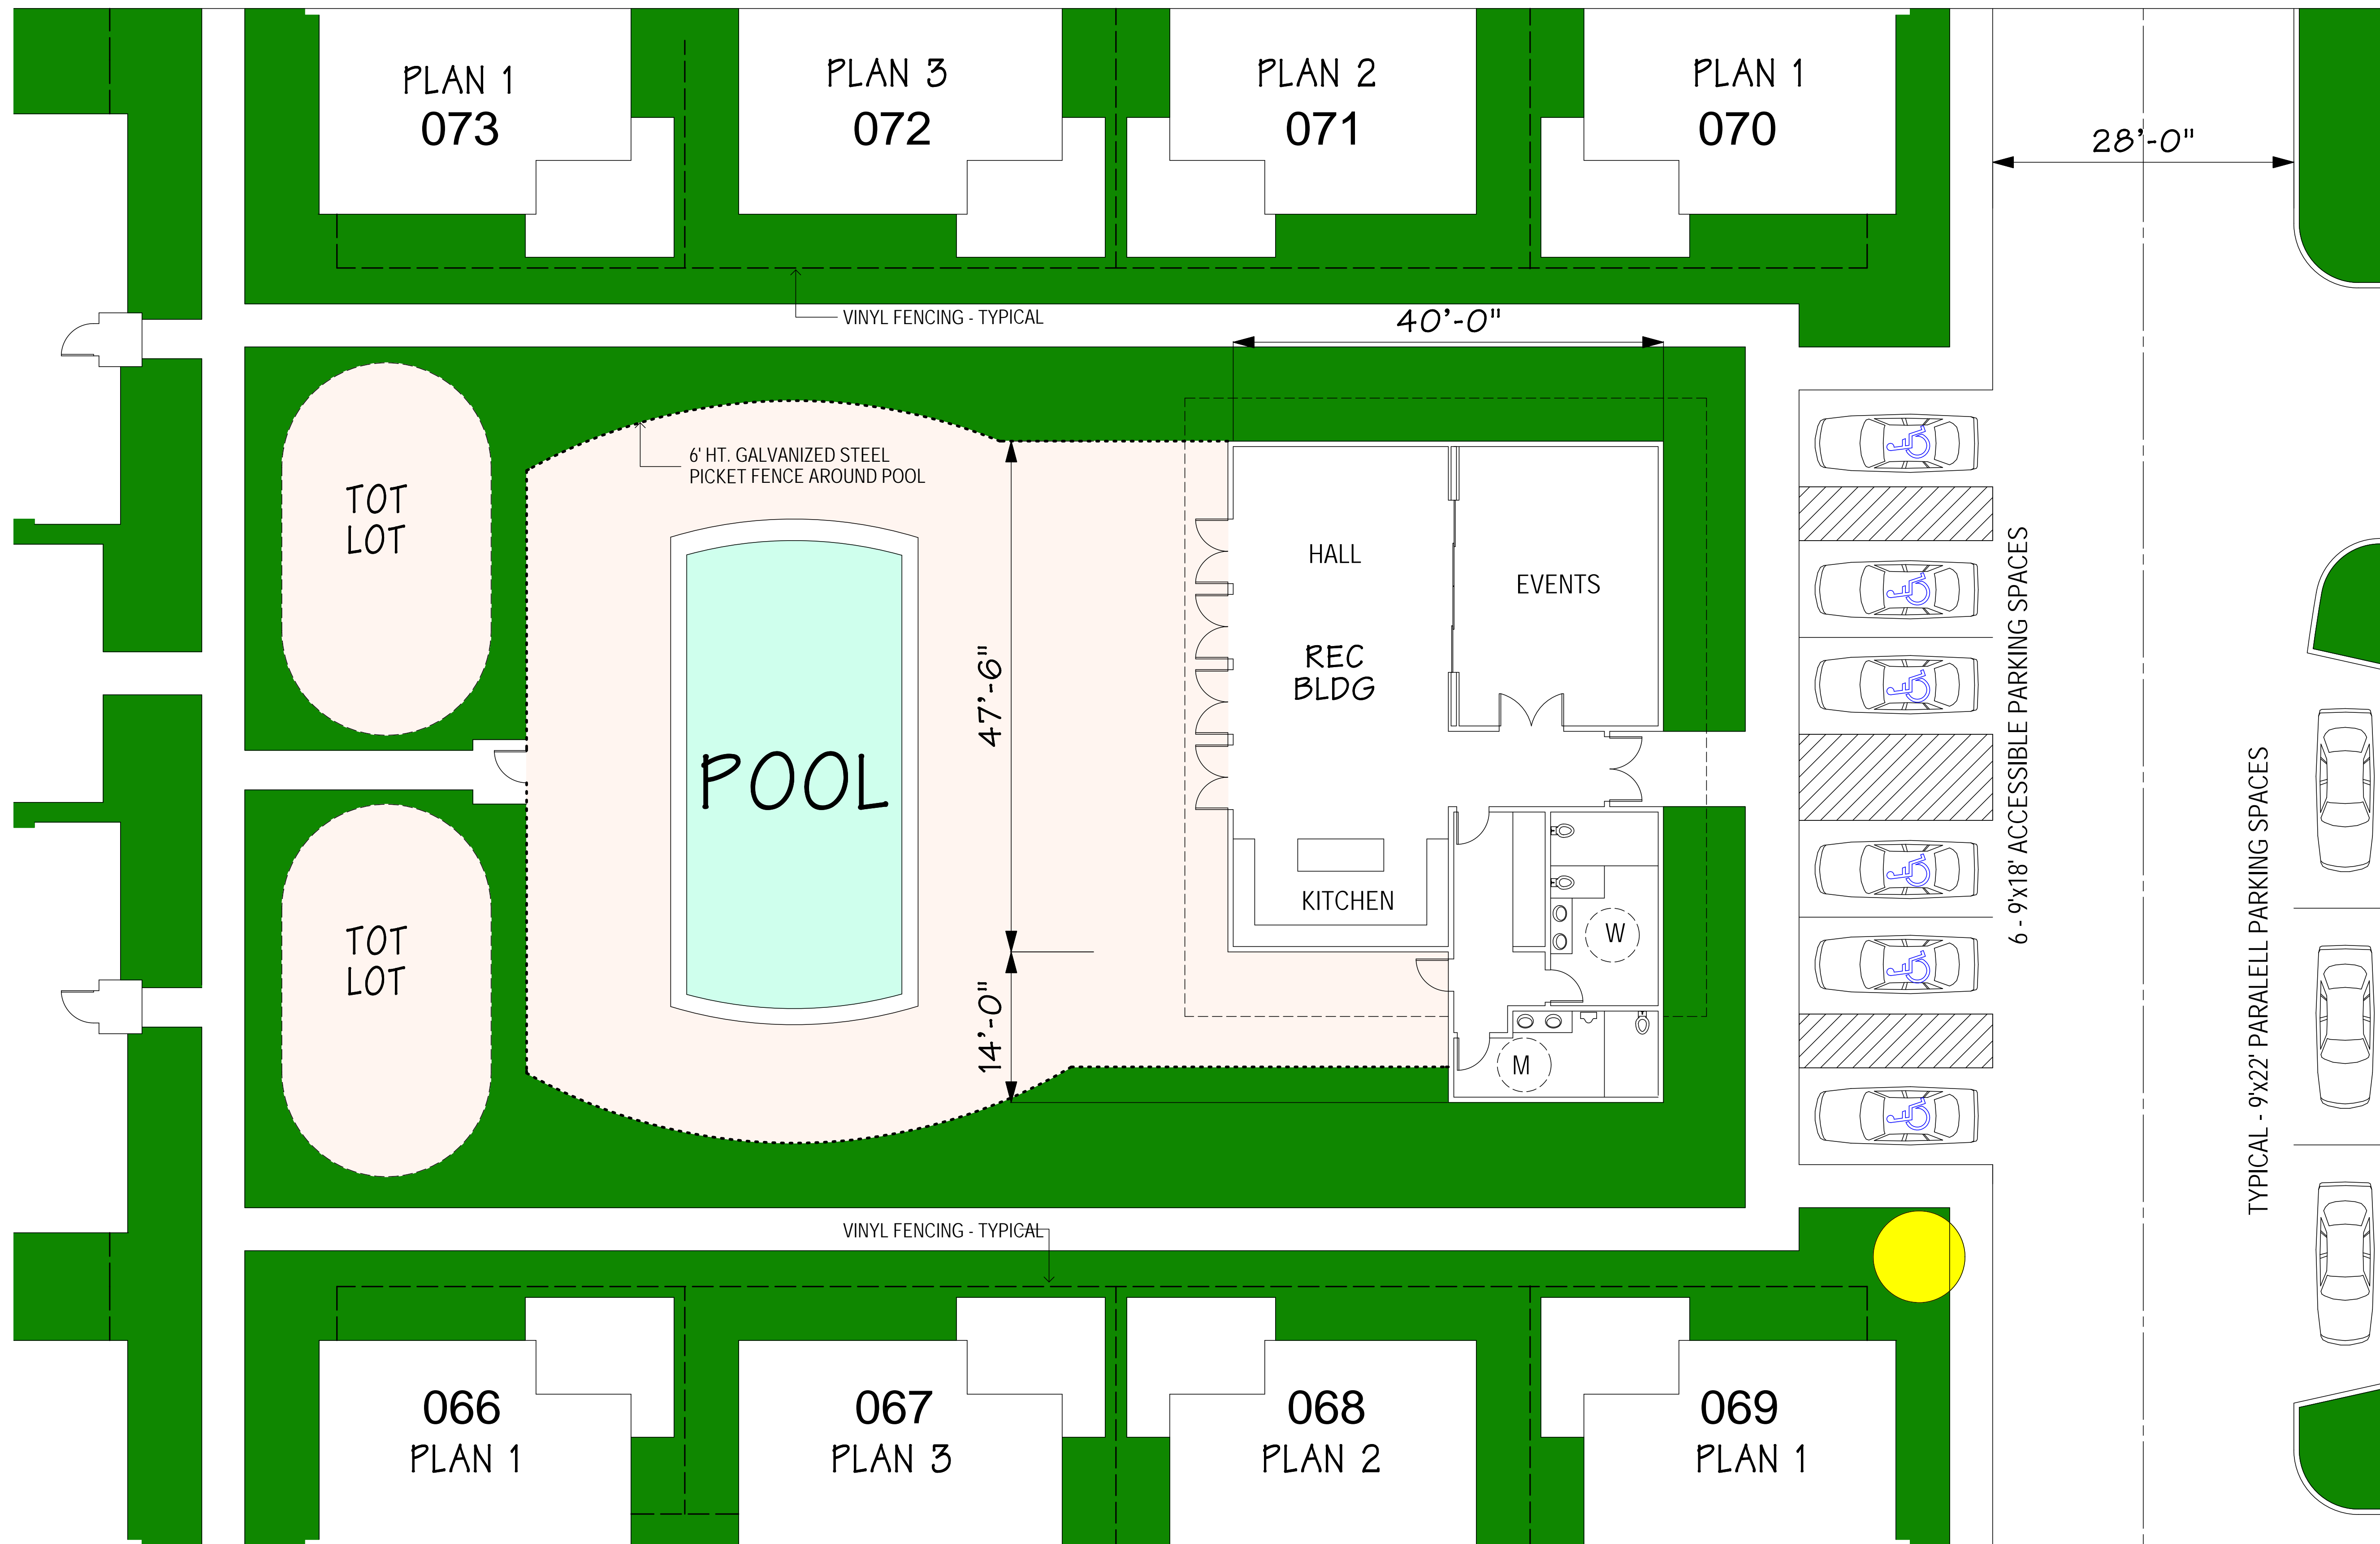 PLAN 1
073
PLAN 3
072
PLAN 2
071
PLAN 1
070
28'-0"
VINYL FENCING - TYPICAL
40'-0"
6' HT. GALVANIZED STEEL
PICKET FENCE AROUND POOL
TOT
LOT
HALL
EVENTS
REC
BLDG
47'-6"
POOL
6 - 9'x18' ACCESSIBLE PARKING SPACES
TYPICAL - 9'x22' PARALELL PARKING SPACES
KITCHEN
TOT
LOT
W
14'-0"
M
VINYL FENCING - TYPICAL
066
PLAN 1
067
PLAN 3
068
PLAN 2
069
PLAN 1